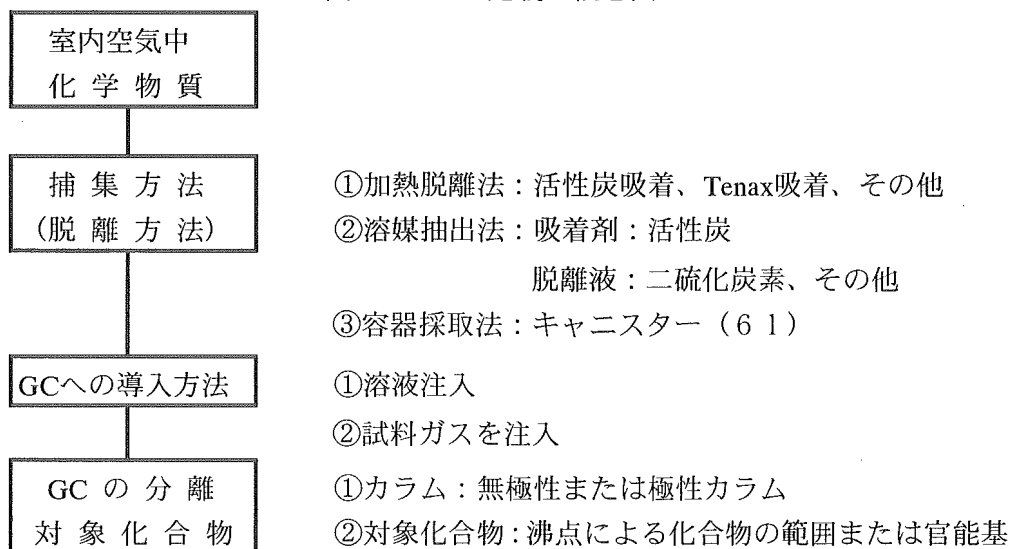 室内空気中
化 学 物 質
捕 集 方 法
(脱 離 方 法)
①加熱脱離法：活性炭吸着、Tenax吸着、その他
②溶媒抽出法：吸着剤：活性炭
脱離液：二硫化炭素、その他
③容器採取法：キャニスター（６ｌ）
GCへの導入方法
①溶液注入
②試料ガスを注入
GC の 分 離
対 象 化 合 物
①カラム：無極性または極性カラム
②対象化合物：沸点による化合物の範囲または官能基